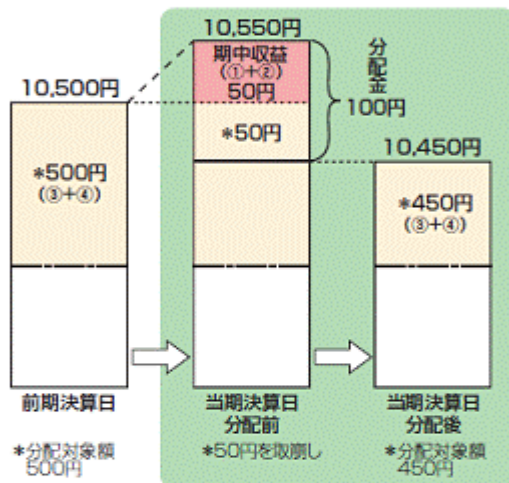 10,550円
期中収益
(①+②)
50円
分配金
100円
10,500円
*50円
10,450円
*500円
(③+④)
*450円
(③+④)
前期決算日
当期決算日
分配前
当期決算日
分配後
*分配対象額
500円
*50円を取崩し
*分配対象額
450円